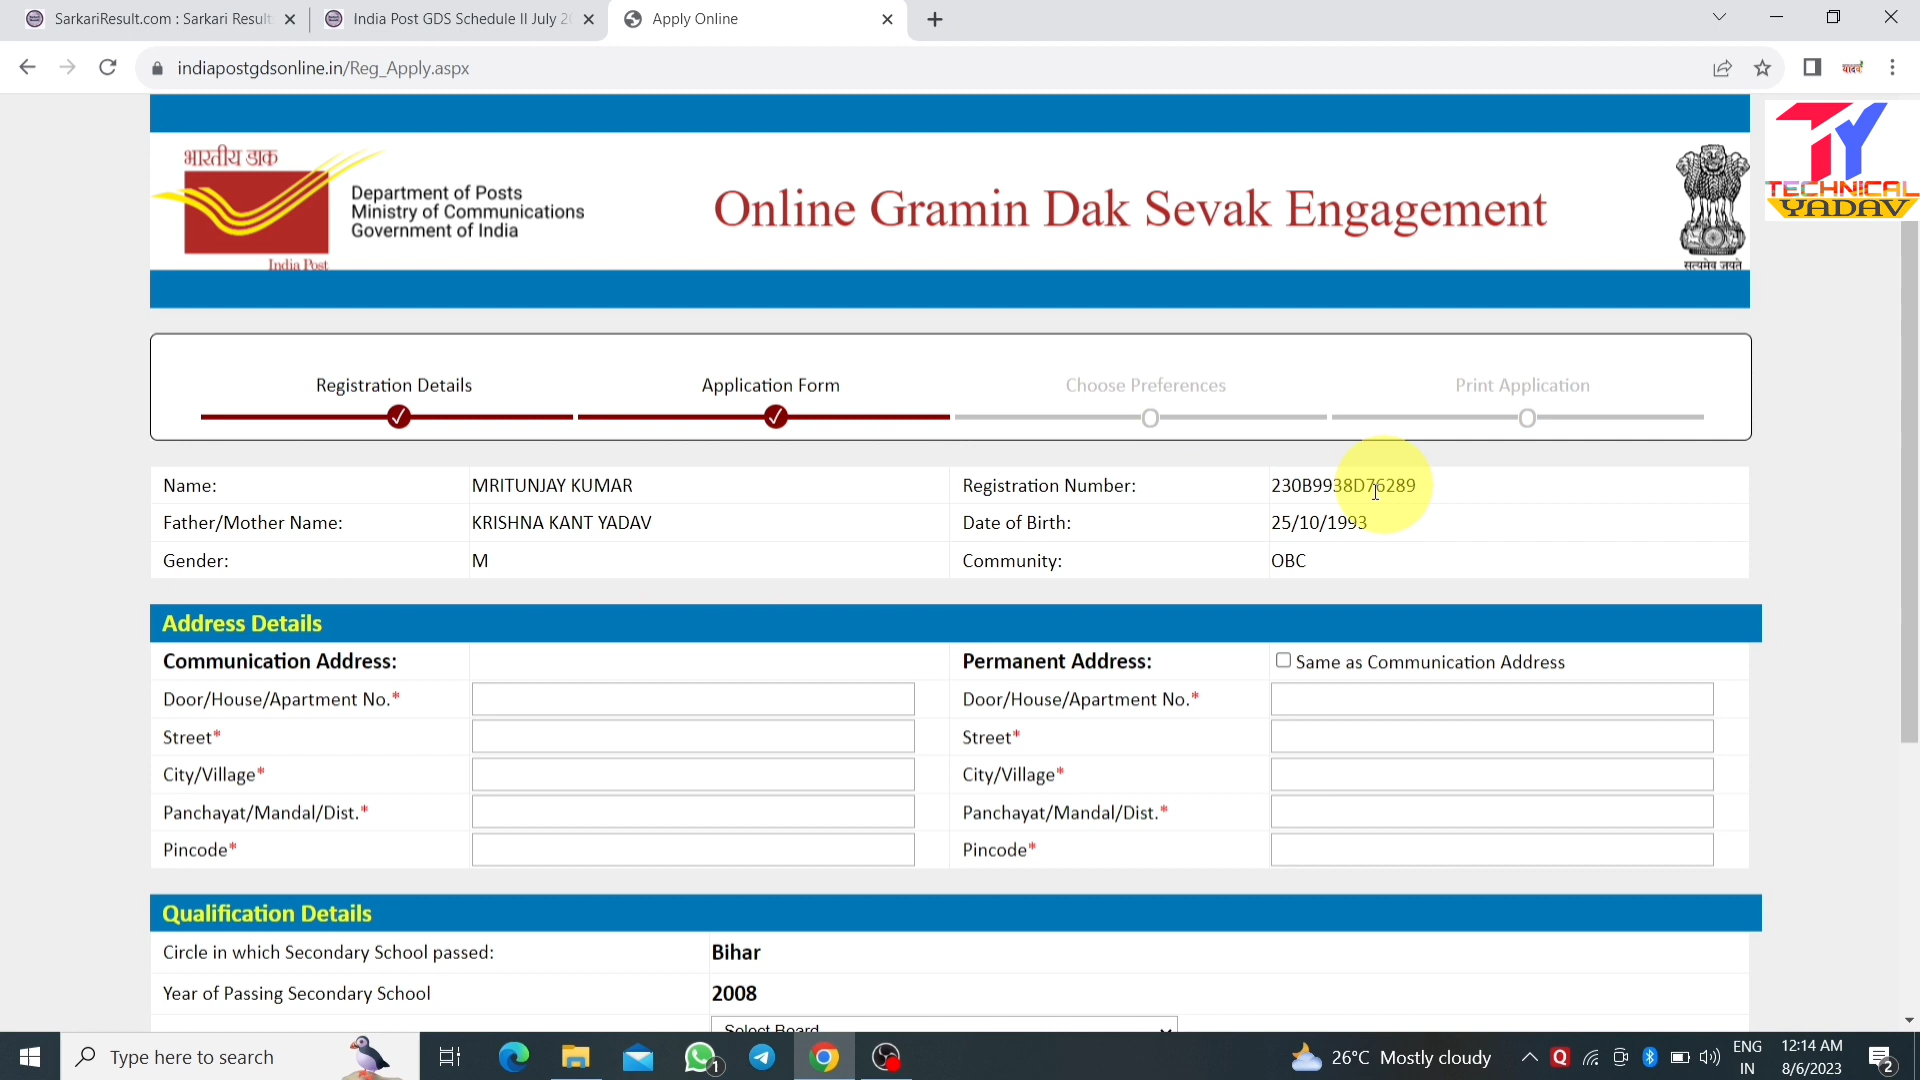 SarkariResult.com : Sarkari Result
India Post GDS Schedule II July 2
Apply Online
indiapostgdsonline.in/Reg_Apply.aspx
यादव
TY
TECHNICAL
YADAV
भारतीय डाक
India Post
Department of Posts
Ministry of Communications
Government of India
Online Gramin Dak Sevak Engagement
सत्यमेव जयते
Registration Details
Application Form
Choose Preferences
Print Application
Name: MRITUNJAY KUMAR Registration Number: 230B9938D76289
Father/Mother Name: KRISHNA KANT YADAV Date of Birth: 25/10/1993
Gender: M Community: OBC
Address Details
Communication Address: Permanent Address: Same as Communication Address
Door/House/Apartment No.* Door/House/Apartment No.*
Street* Street*
City/Village* City/Village*
Panchayat/Mandal/Dist.* Panchayat/Mandal/Dist.*
Pincode* Pincode*
Qualification Details
Circle in which Secondary School passed: Bihar
Year of Passing Secondary School 2008
Select Board
Type here to search
1
26°C Mostly cloudy
Q
ENG
IN
12:14 AM
8/6/2023
2